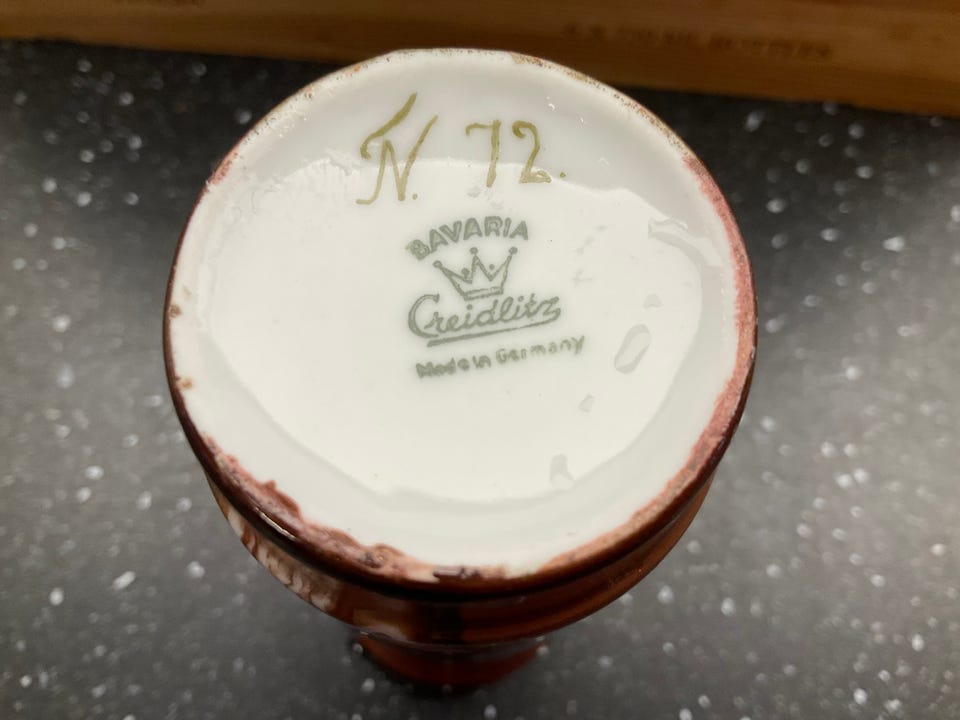 N. 72.
BAVARIA
Creidlitz
Made in Germany